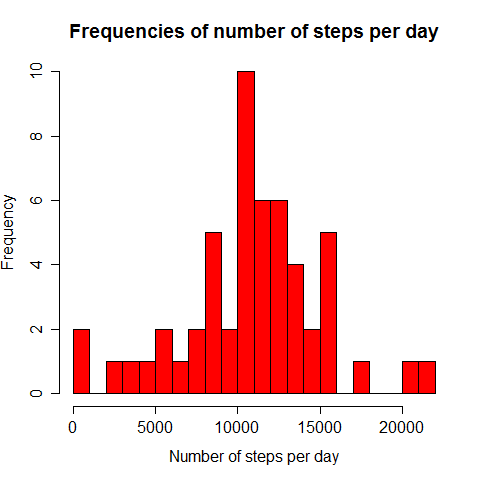 Frequencies of number of steps per day
Frequency
10
8
6
4
2
0
0 5000 10000 15000 20000
Number of steps per day